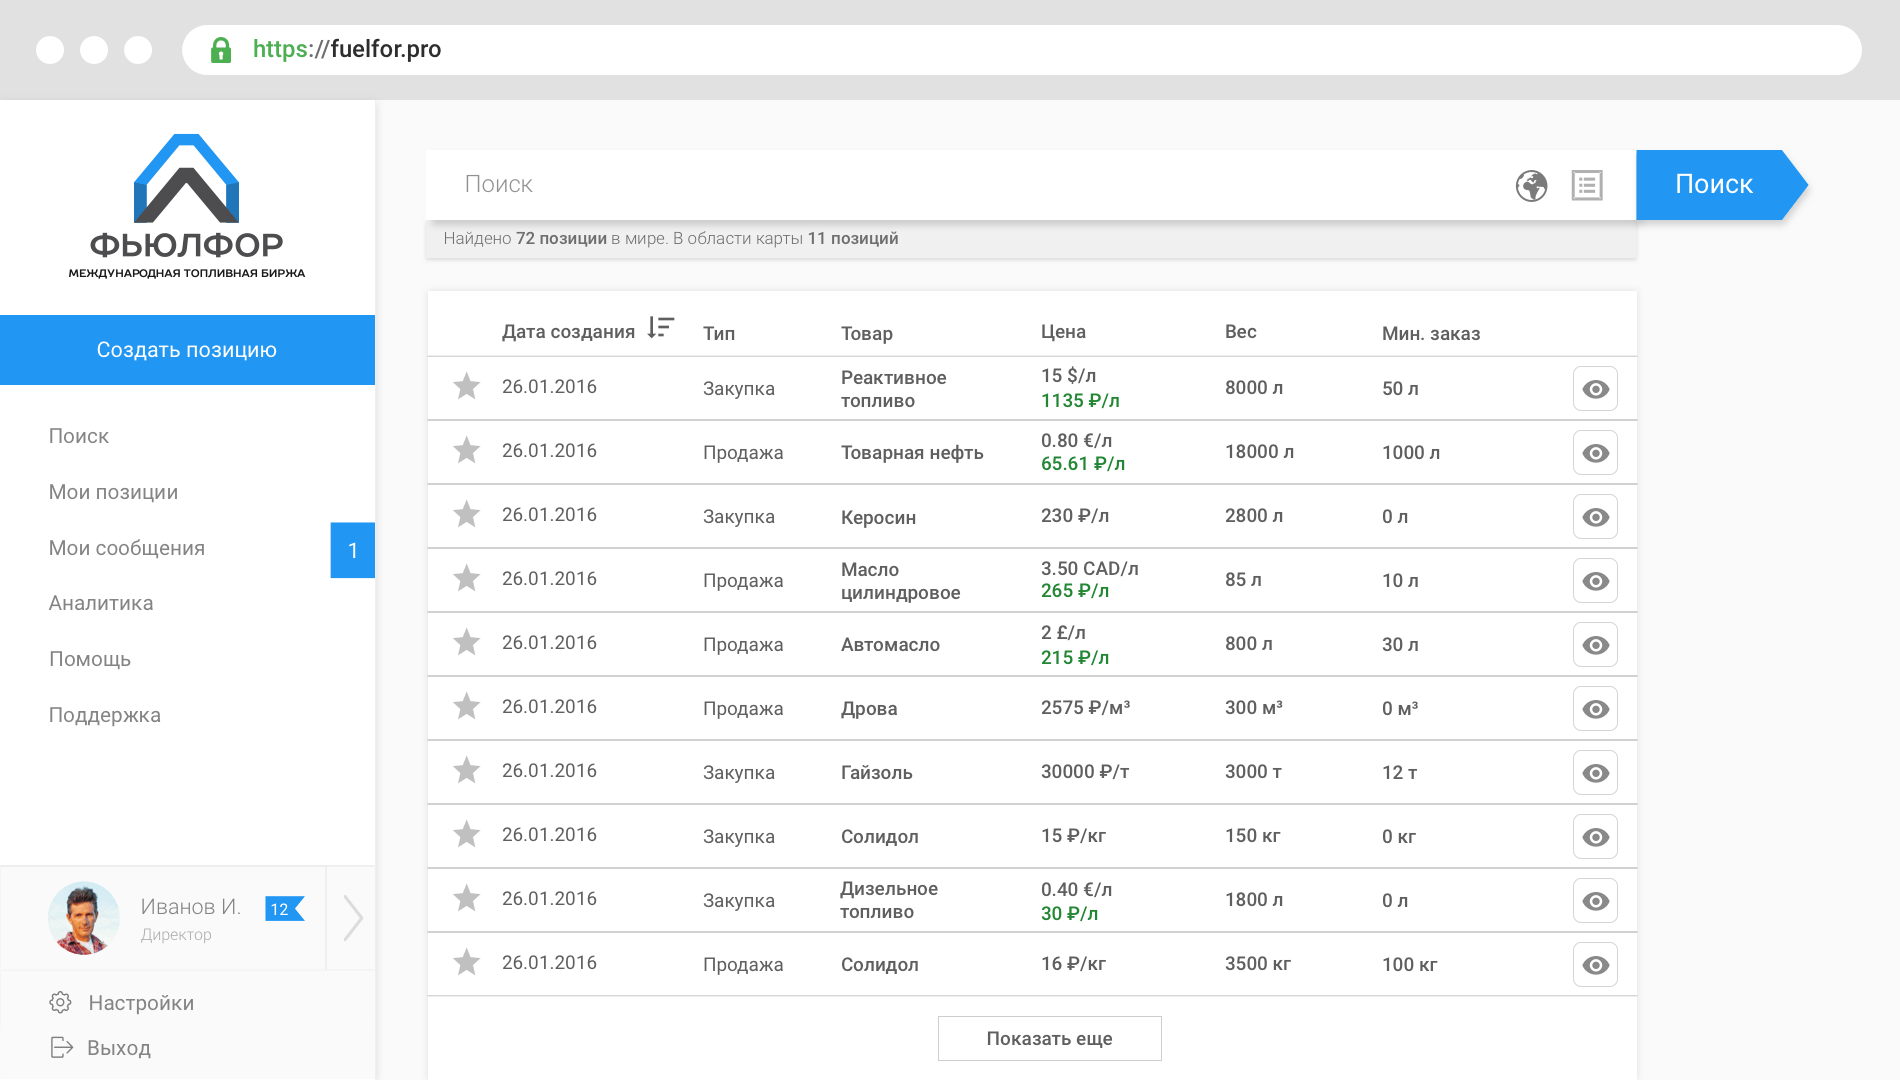 https://fuelfor.pro
ФЬЮЛФОР
МЕЖДУНАРОДНАЯ ТОПЛИВНАЯ БИРЖА
Создать позицию
Поиск
Мои позиции
Мои сообщения 1
Аналитика
Помощь
Поддержка
Иванов И. 12
Директор
Настройки
Выход
Поиск Поиск
Найдено 72 позиции в мире. В области карты 11 позиций
Дата создания Тип Товар Цена Вес Мин. заказ
26.01.2016 Закупка Реактивное топливо 15 $/л 1135 ₽/л 8000 л 50 л
26.01.2016 Продажа Товарная нефть 0.80 €/л 65.61 ₽/л 18000 л 1000 л
26.01.2016 Закупка Керосин 230 ₽/л 2800 л 0 л
26.01.2016 Продажа Масло цилиндровое 3.50 CAD/л 265 ₽/л 85 л 10 л
26.01.2016 Продажа Автомасло 2 £/л 215 ₽/л 800 л 30 л
26.01.2016 Продажа Дрова 2575 ₽/м³ 300 м³ 0 м³
26.01.2016 Закупка Гайзоль 30000 ₽/т 3000 т 12 т
26.01.2016 Закупка Солидол 15 ₽/кг 150 кг 0 кг
26.01.2016 Закупка Дизельное топливо 0.40 €/л 30 ₽/л 1800 л 0 л
26.01.2016 Продажа Солидол 16 ₽/кг 3500 кг 100 кг
Показать еще